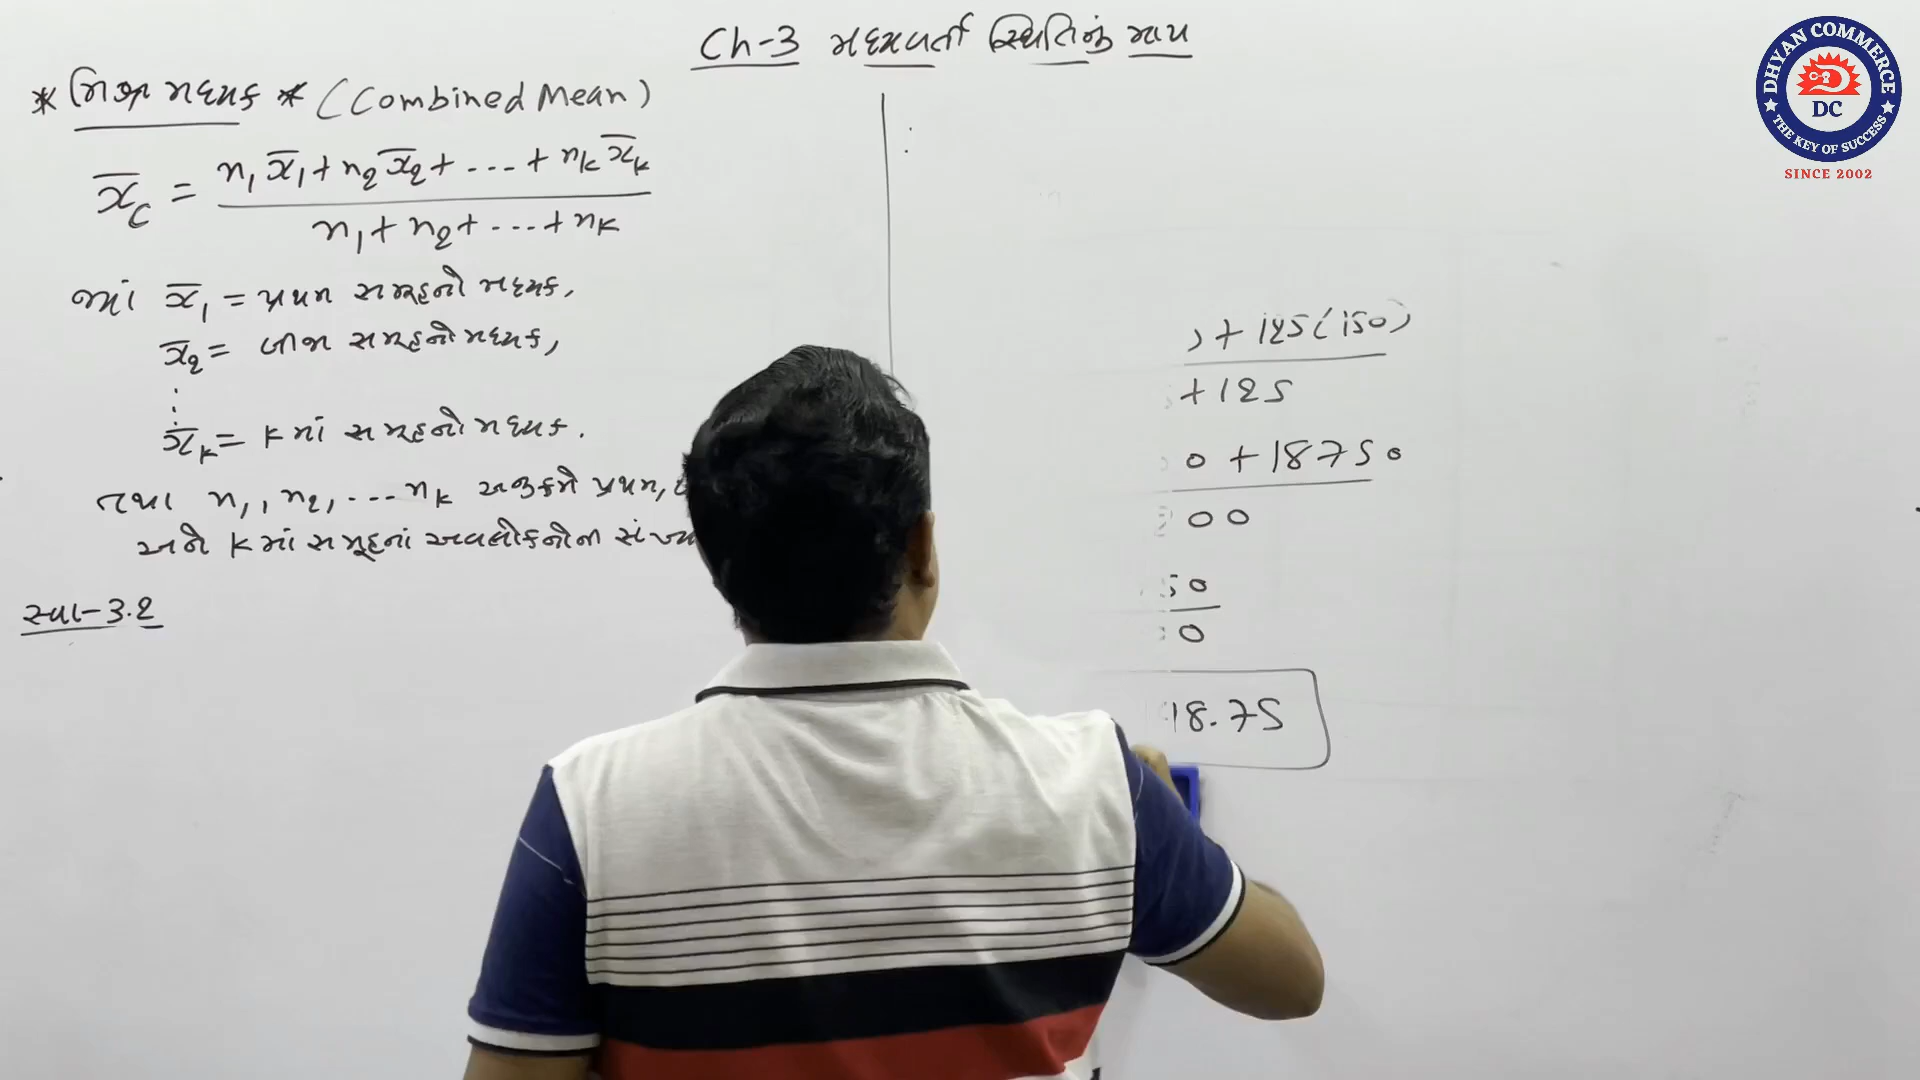 Ch-3 મધ્યવર્તી સ્થિતિનું માપ
* મિશ્ર મધ્યક * (Combined Mean)
x̄c = n₁x̄₁ + n₂x̄₂ + .... + nₖx̄ₖ
n₁ + n₂ + .... + nₖ
જ્યાં x̄₁ = પ્રથમ સમૂહનો મધ્યક,
x̄₂ = બીજા સમૂહનો મધ્યક,
⋮
x̄ₖ = K માં સમૂહનો મધ્યક.
તથા n₁, n₂, ... nₖ અનુક્રમે પ્રથમ,
અને K માં સમૂહનાં અવલોકનોની
સ્વા-3.2
+ 125(150)
+125
0 + 18750
00
50
0
18.75
DHYAN COMMERCE
DC
THE KEY OF SUCCESS
SINCE 2002